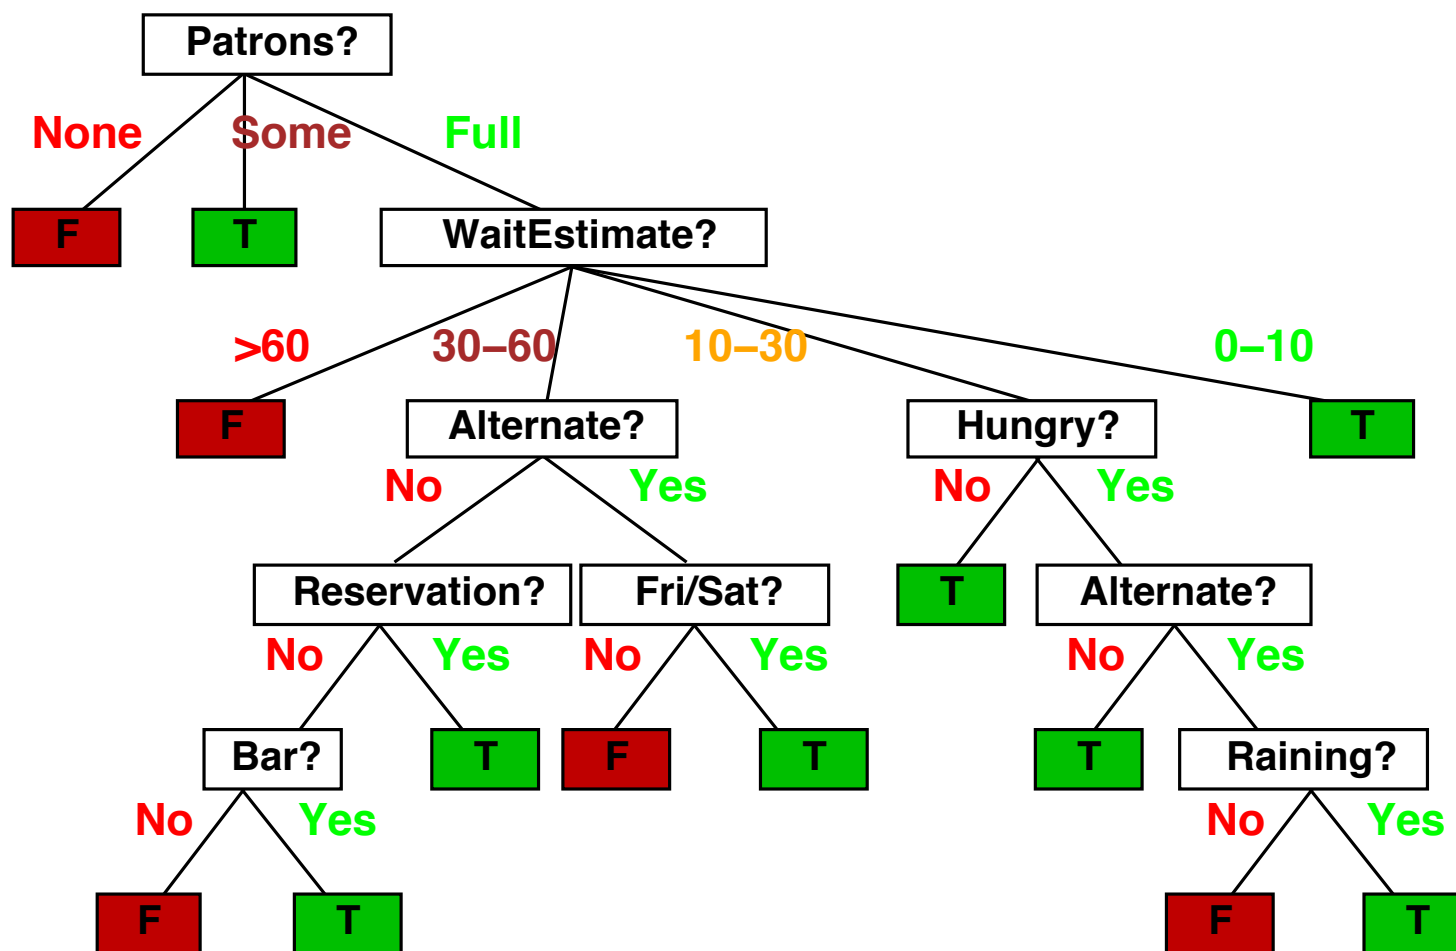 Patrons?
None Some Full
F T WaitEstimate?
>60 30–60 10–30 0–10
F Alternate? Hungry? T
No Yes No Yes
Reservation? Fri/Sat? T Alternate?
No Yes No Yes No Yes
Bar? T F T T Raining?
No Yes No Yes
F T F T